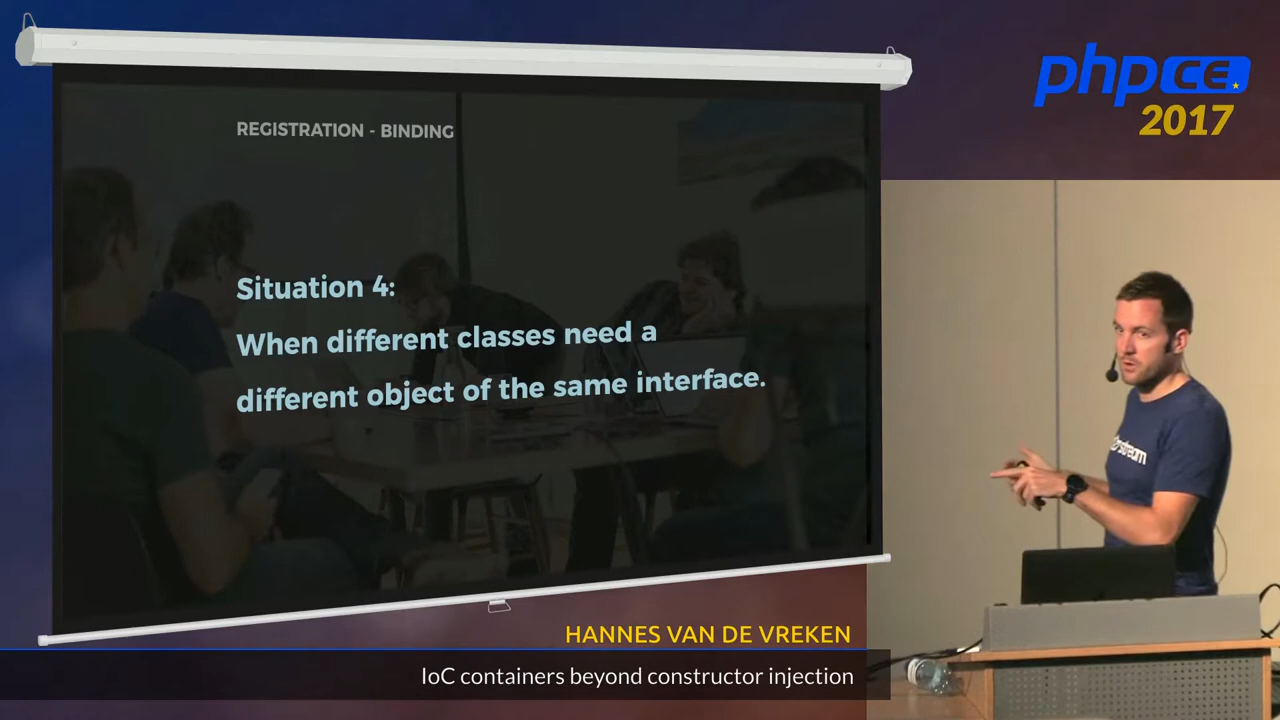 phpCE
2017
REGISTRATION - BINDING
Situation 4:
When different classes need a
different object of the same interface.
stream
HANNES VAN DE VREKEN
IoC containers beyond constructor injection